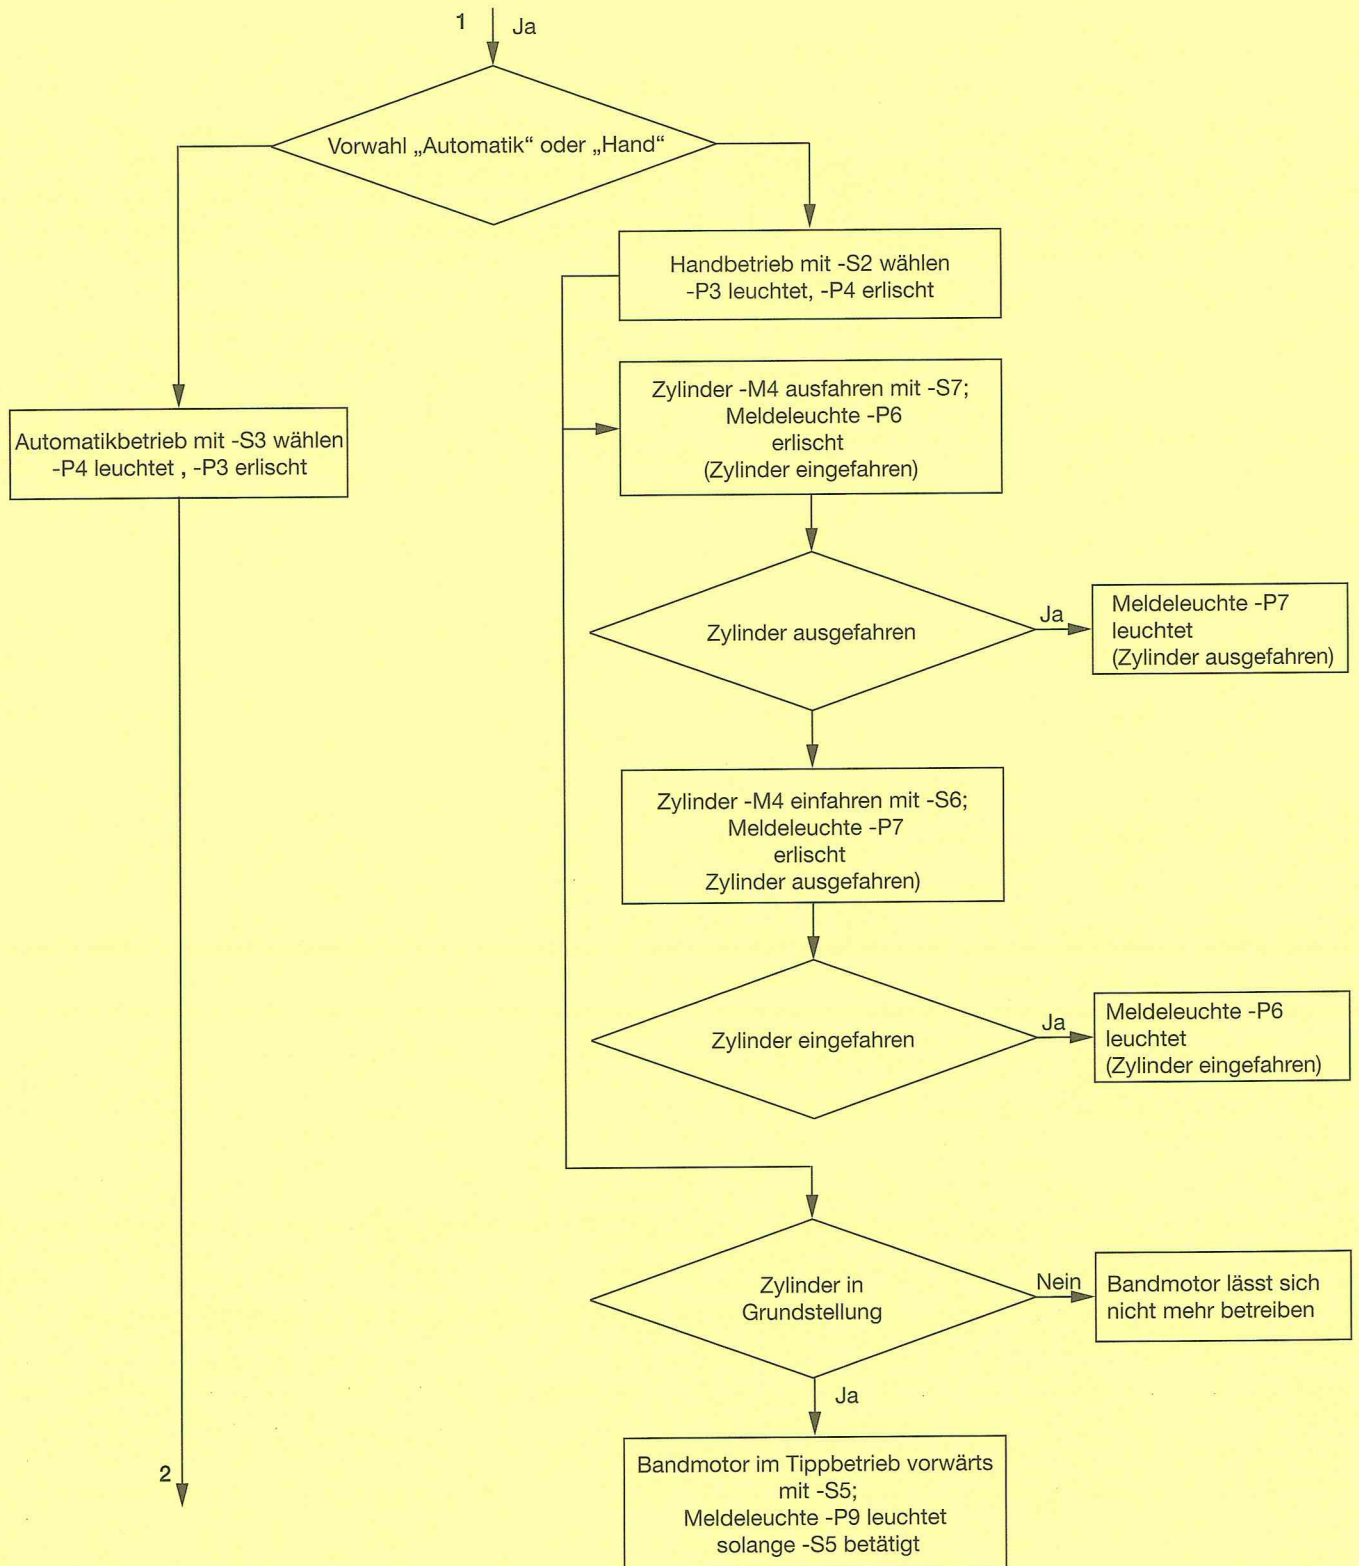 1
Ja
Vorwahl „Automatik“ oder „Hand“
Handbetrieb mit -S2 wählen
-P3 leuchtet, -P4 erlischt
Automatikbetrieb mit -S3 wählen
-P4 leuchtet , -P3 erlischt
Zylinder -M4 ausfahren mit -S7;
Meldeleuchte -P6
erlischt
(Zylinder eingefahren)
Zylinder ausgefahren
Ja
Meldeleuchte -P7
leuchtet
(Zylinder ausgefahren)
Zylinder -M4 einfahren mit -S6;
Meldeleuchte -P7
erlischt
Zylinder ausgefahren)
Zylinder eingefahren
Ja
Meldeleuchte -P6
leuchtet
(Zylinder eingefahren)
Zylinder in
Grundstellung
Nein
Bandmotor lässt sich
nicht mehr betreiben
Ja
Bandmotor im Tippbetrieb vorwärts
mit -S5;
Meldeleuchte -P9 leuchtet
solange -S5 betätigt
2